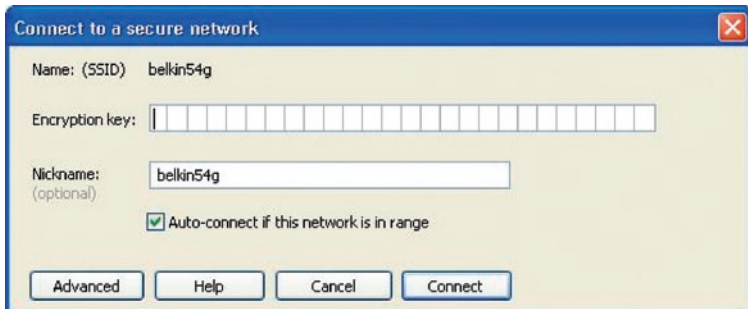 Connect to a secure network
Name: (SSID) belkin54g
Encryption key:
Nickname: belkin54g
(optional)
Auto-connect if this network is in range
Advanced Help Cancel Connect